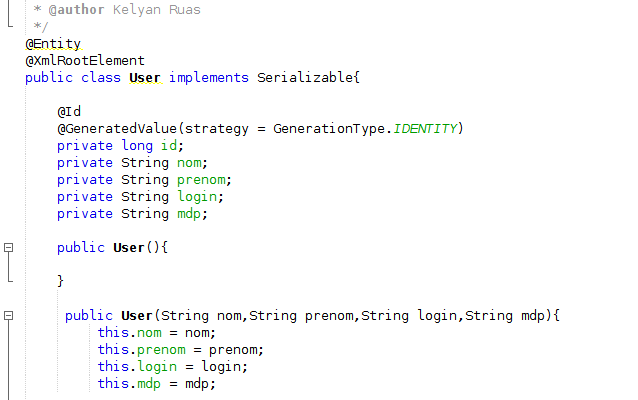 * @author Kelyan Ruas
*/
@Entity
@XmlRootElement
public class User implements Serializable{
@Id
@GeneratedValue(strategy = GenerationType.IDENTITY)
private long id;
private String nom;
private String prenom;
private String login;
private String mdp;
public User(){
}
public User(String nom,String prenom,String login,String mdp){
this.nom = nom;
this.prenom = prenom;
this.login = login;
this.mdp = mdp;